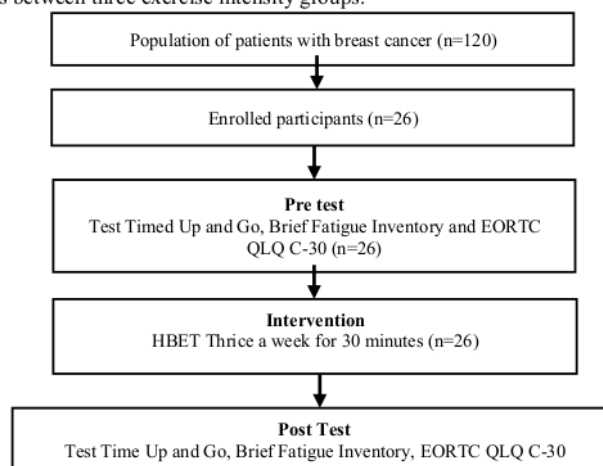 s between three exercise intensity groups.
Population of patients with breast cancer (n=120)
Enrolled participants (n=26)
Pre test
Test Timed Up and Go, Brief Fatigue Inventory and EORTC
QLQ C-30 (n=26)
Intervention
HBET Thrice a week for 30 minutes (n=26)
Post Test
Test Time Up and Go, Brief Fatigue Inventory, EORTC QLQ C-30